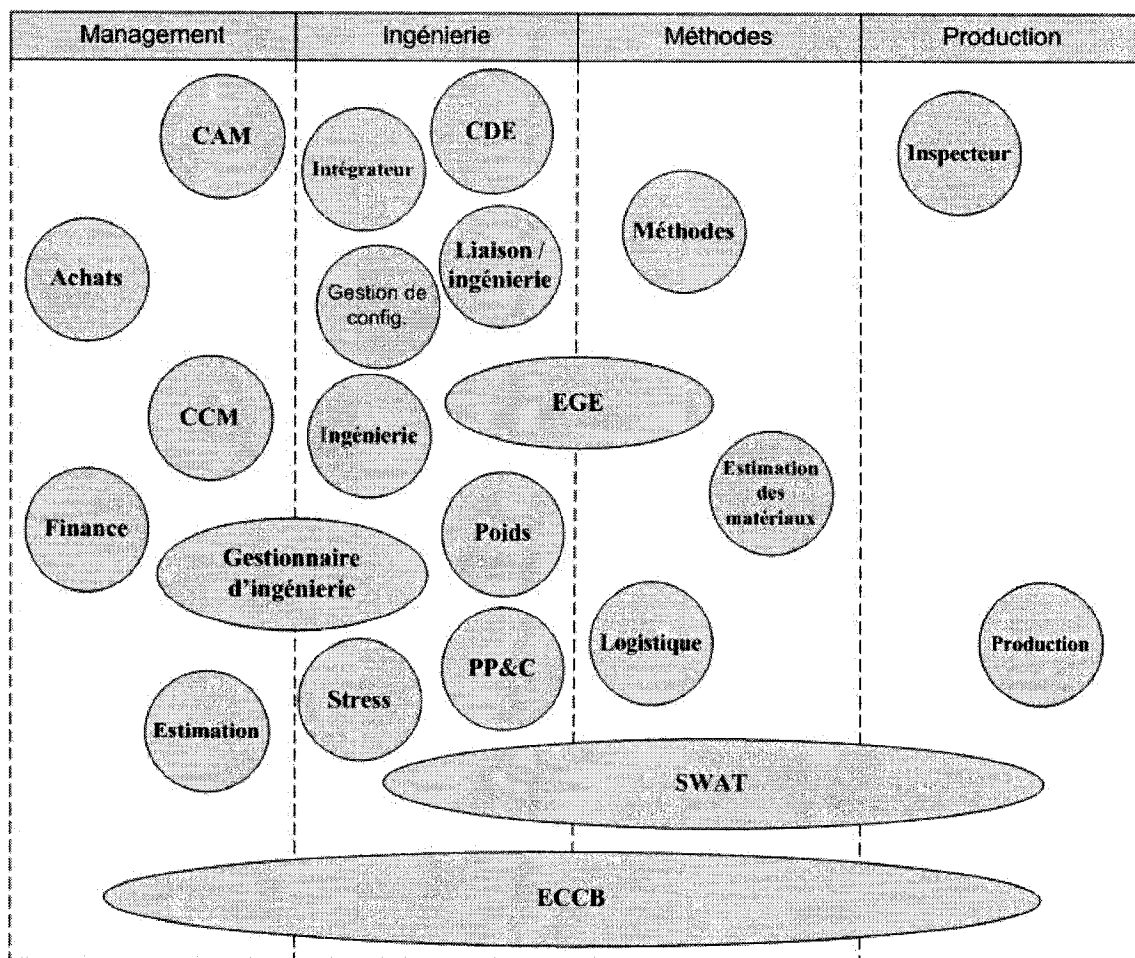 Management
Ingénierie
Méthodes
Production
CAM
CDE
Intégrateur
Inspecteur
Méthodes
Achats
Liaison /
ingénierie
Gestion de
config.
CCM
EGE
Ingénierie
Estimation
des
matériaux
Finance
Poids
Gestionnaire
d'ingénierie
Logistique
Production
PP&C
Stress
Estimation
SWAT
ECCB